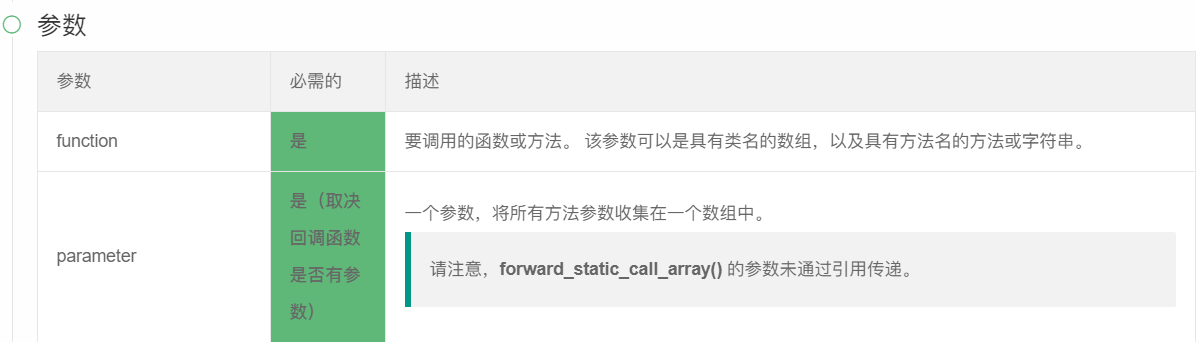 参数
参数 必需的 描述
function 是 要调用的函数或方法。 该参数可以是具有类名的数组，以及具有方法名的方法或字符串。
parameter
是（取决
回调函数
是否有参
数）
一个参数，将所有方法参数收集在一个数组中。
请注意，forward_static_call_array() 的参数未通过引用传递。